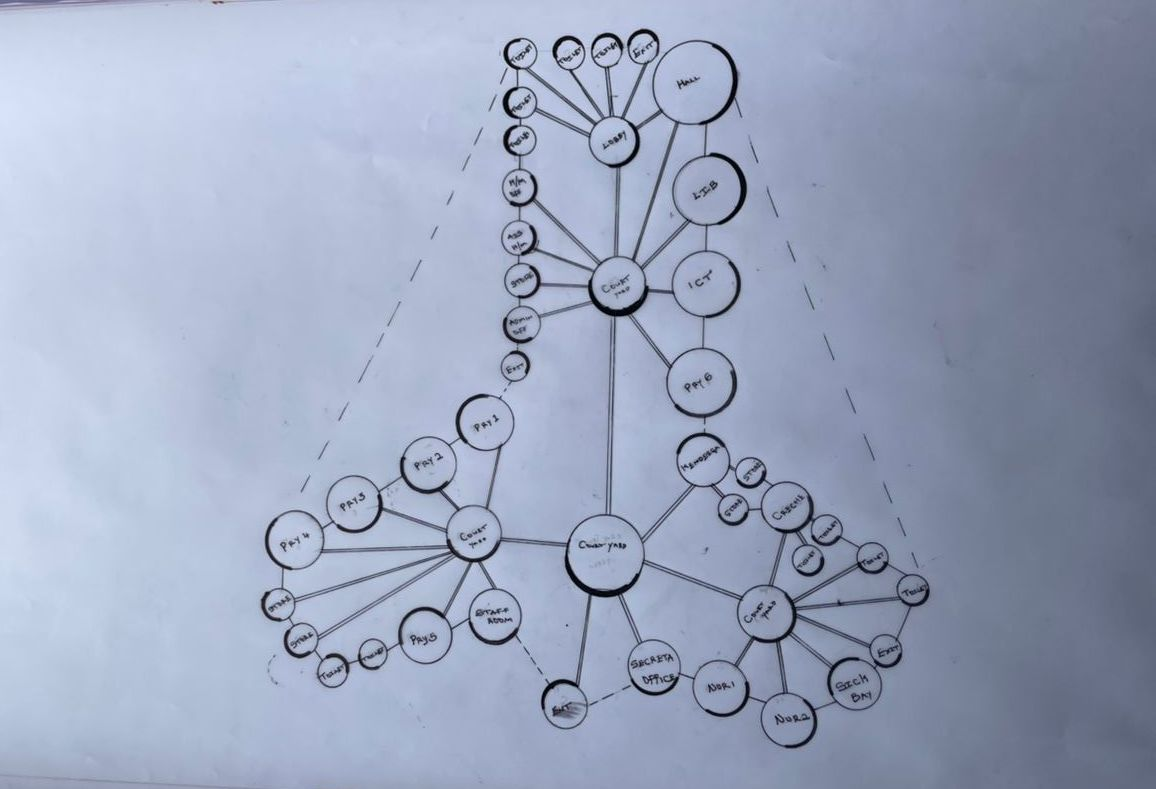 TOILET
TOILET
TOILET
EXIT
HALL
TOILET
LOBBY
TOILET
H/M
OFF
LIB
ASS
H/M
STORE
COURT
YARD
ICT
ADMIN
OFF
EXIT
PRY 6
PRY 1
PRY 2
STORE
PRY 3
STORE
CRECHE
PRY 4
COURT
YARD
COURTYARD
TOILET
TOILET
TOILET
TOILET
STORE
COURT
YARD
STORE
TOILET
TOILET
PRY 5
STAFF
ROOM
EXIT
SECRETA
OFFICE
NUR 1
SICK
BAY
ENT
NUR 2